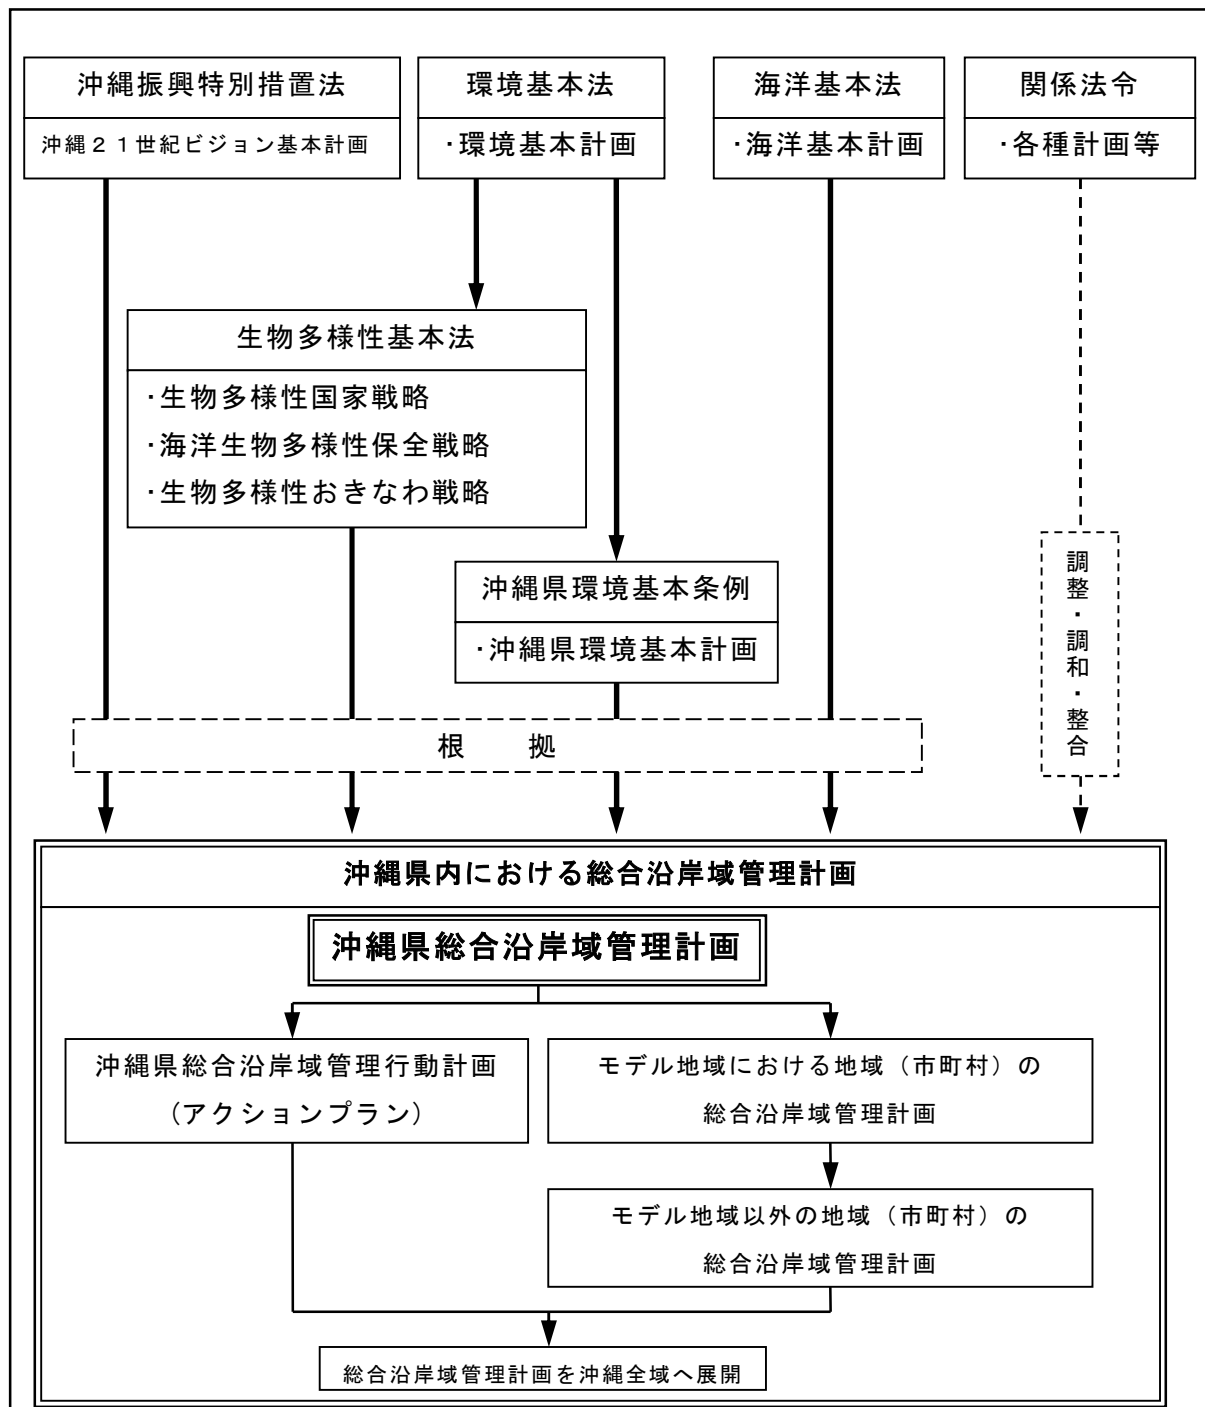 沖縄振興特別措置法
沖縄21世紀ビジョン基本計画
環境基本法
・環境基本計画
海洋基本法
・海洋基本計画
関係法令
・各種計画等
生物多様性基本法
・生物多様性国家戦略
・海洋生物多様性保全戦略
・生物多様性おきなわ戦略
沖縄県環境基本条例
・沖縄県環境基本計画
調整・調和・整合
根　　拠
沖縄県内における総合沿岸域管理計画
沖縄県総合沿岸域管理計画
沖縄県総合沿岸域管理行動計画
（アクションプラン）
モデル地域における地域（市町村）の
総合沿岸域管理計画
モデル地域以外の地域（市町村）の
総合沿岸域管理計画
総合沿岸域管理計画を沖縄全域へ展開